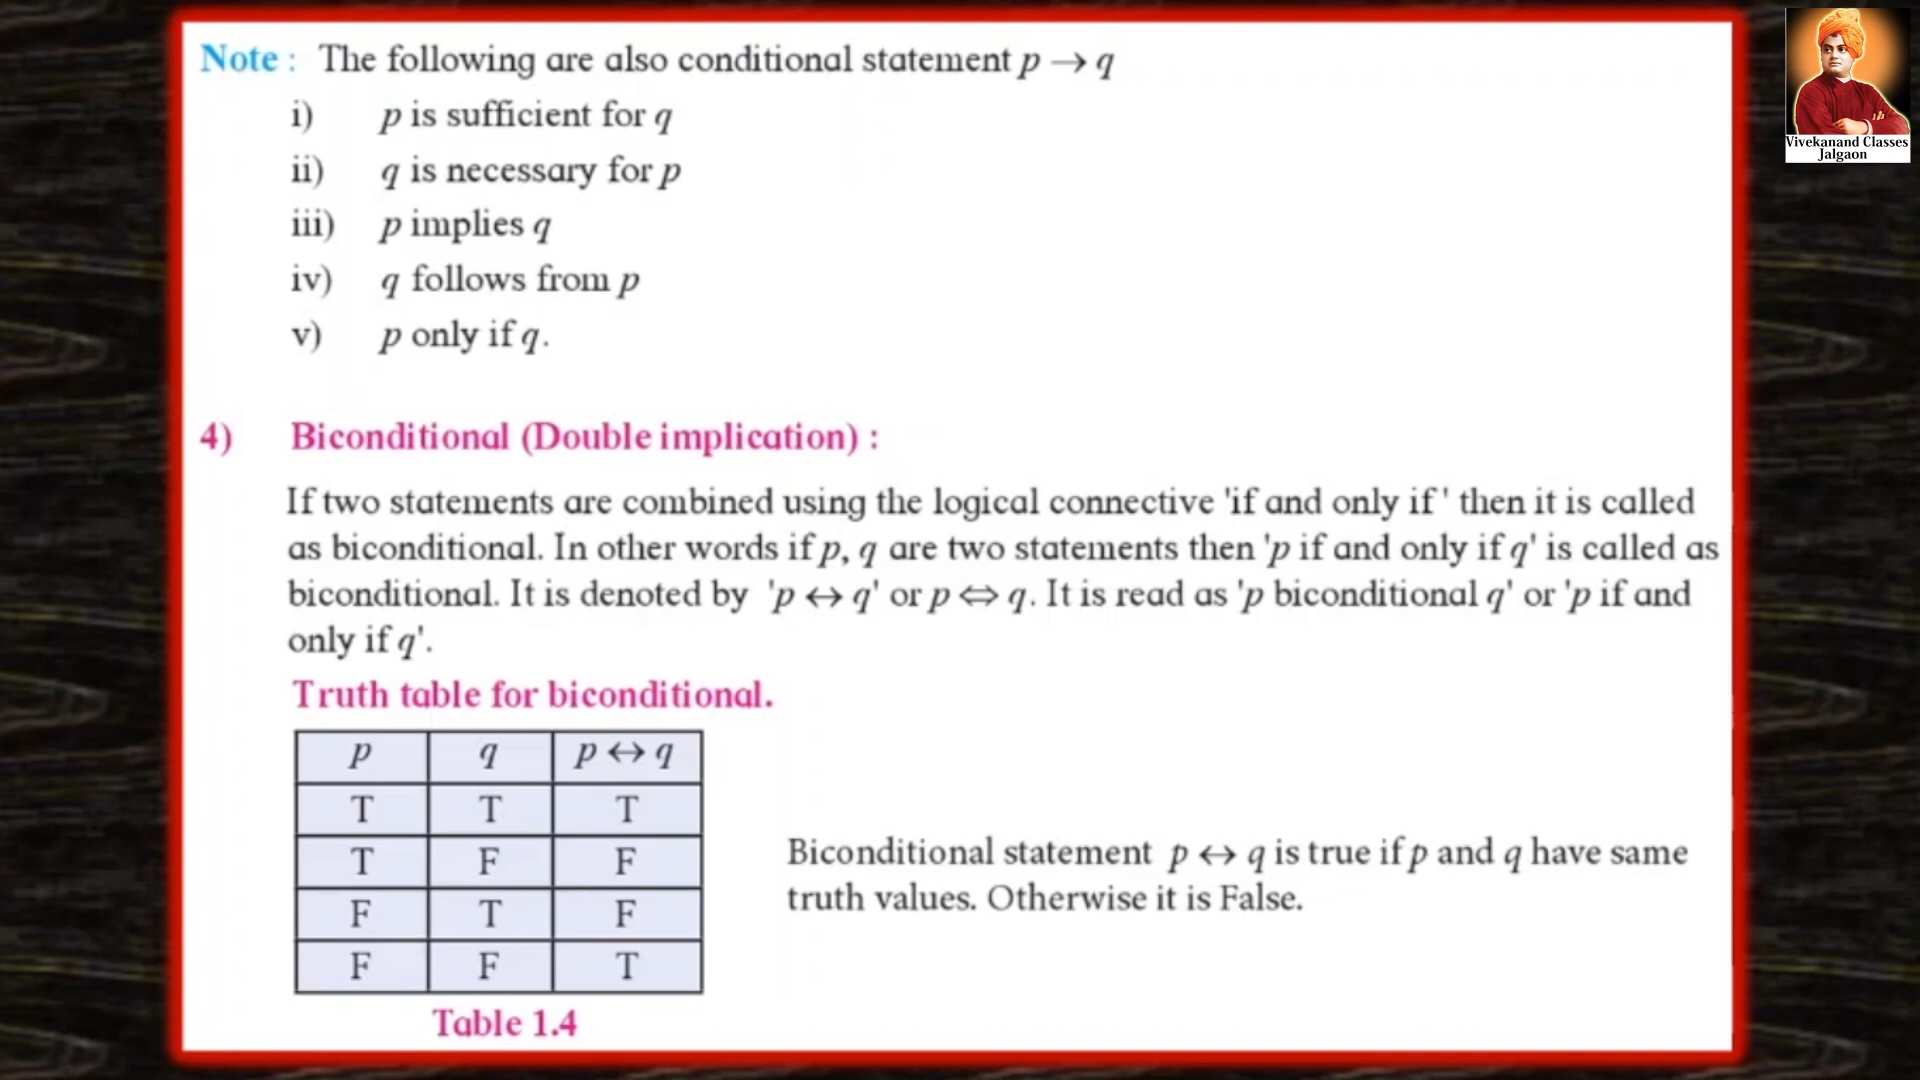 Note : The following are also conditional statement p → q
i) p is sufficient for q
ii) q is necessary for p
iii) p implies q
iv) q follows from p
v) p only if q.
4) Biconditional (Double implication) :
If two statements are combined using the logical connective 'if and only if' then it is called
as biconditional. In other words if p, q are two statements then 'p if and only if q' is called as
biconditional. It is denoted by 'p ↔ q' or p ⇔ q. It is read as 'p biconditional q' or 'p if and
only if q'.
Truth table for biconditional.
p q p ↔ q
T T T
T F F
F T F
F F T
Table 1.4
Biconditional statement p ↔ q is true if p and q have same
truth values. Otherwise it is False.
Vivekanand Classes
Jalgaon